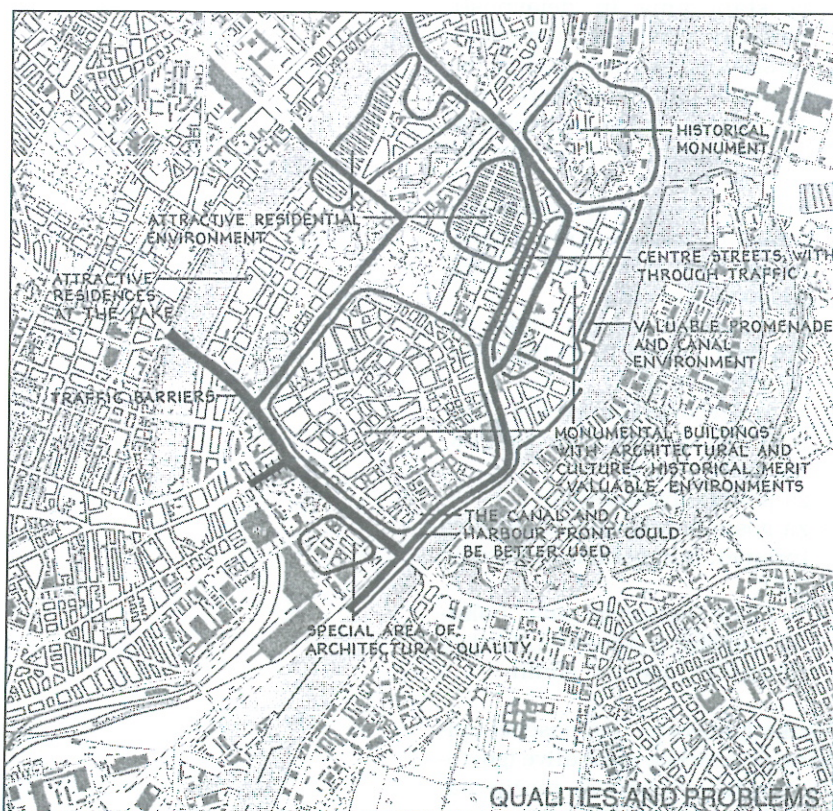 HISTORICAL
MONUMENT
ATTRACTIVE RESIDENTIAL
ENVIRONMENT
CENTRE STREETS, WITH
THROUGH TRAFFIC
ATTRACTIVE
RESIDENCES
AT THE LAKE
VALUABLE PROMENADE
AND CANAL
ENVIRONMENT
TRAFFIC BARRIERS
MONUMENTAL BUILDINGS
WITH ARCHITECTURAL AND
CULTURE-HISTORICAL MERIT
- VALUABLE ENVIRONMENTS
THE CANAL AND
HARBOUR FRONT COULD
BE BETTER USED
SPECIAL AREA OF
ARCHITECTURAL QUALITY
QUALITIES AND PROBLEMS